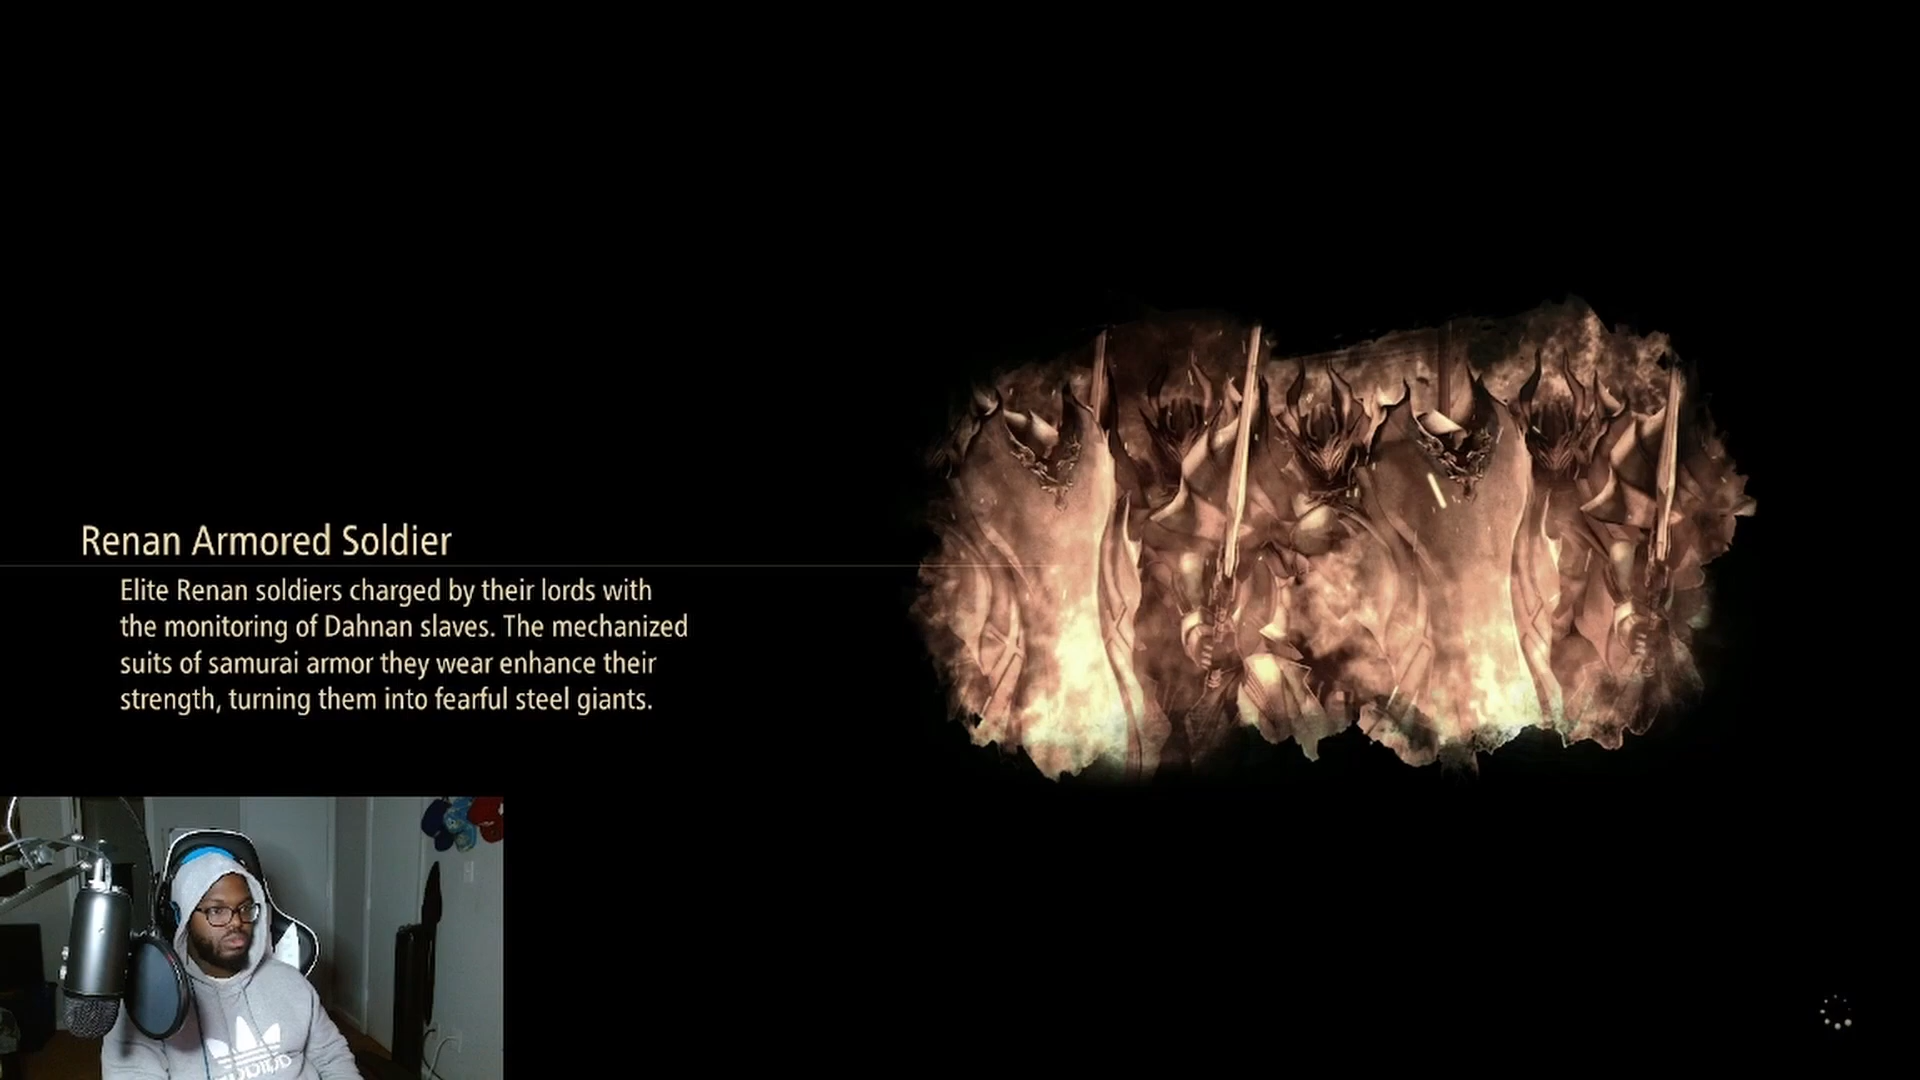 Renan Armored Soldier
Elite Renan soldiers charged by their lords with
the monitoring of Dahnan slaves. The mechanized
suits of samurai armor they wear enhance their
strength, turning them into fearful steel giants.
adidas